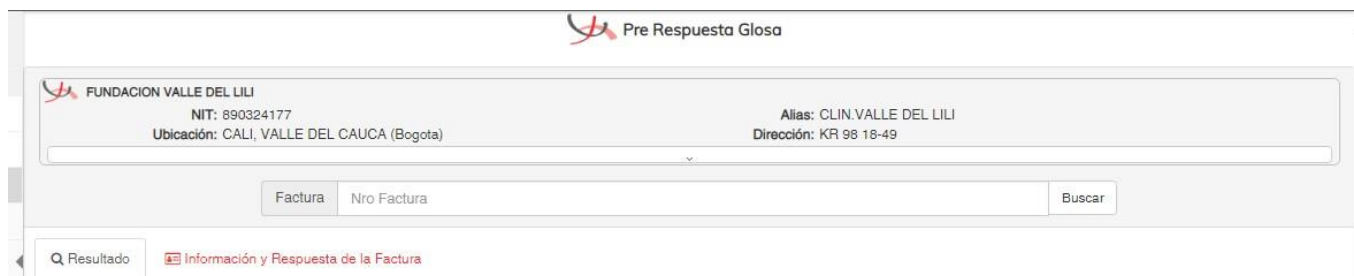 Pre Respuesta Glosa
FUNDACION VALLE DEL LILI
NIT: 890324177 Alias: CLIN.VALLE DEL LILI
Ubicación: CALI, VALLE DEL CAUCA (Bogota) Dirección: KR 98 18-49
Factura Nro Factura Buscar
Resultado Información y Respuesta de la Factura